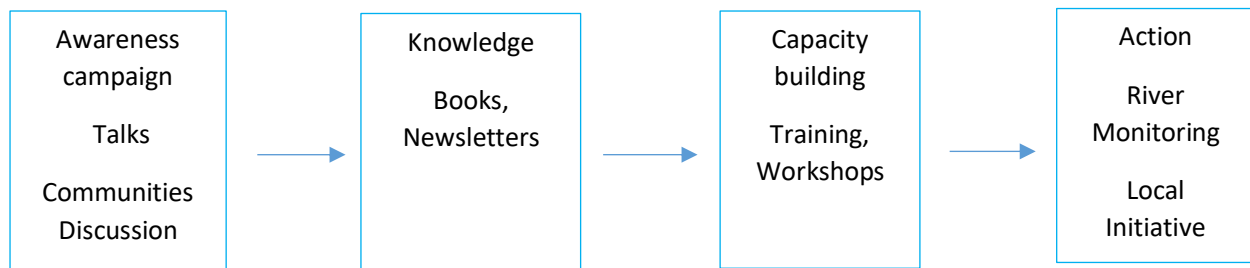 Awareness
campaign
Talks
Communities
Discussion
Knowledge
Books,
Newsletters
Capacity
building
Training,
Workshops
Action
River
Monitoring
Local
Initiative